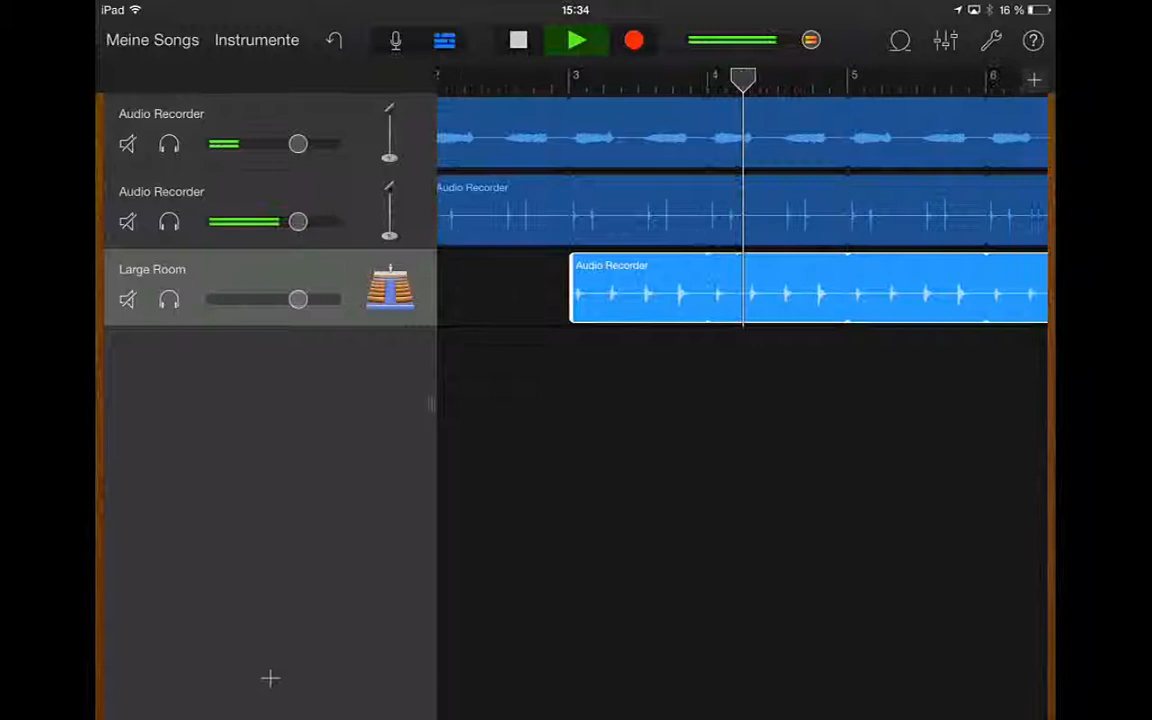 iPad 15:34 16 %
Meine Songs Instrumente
3 4 5 6
Audio Recorder
Audio Recorder
Audio Recorder
Large Room
Audio Recorder